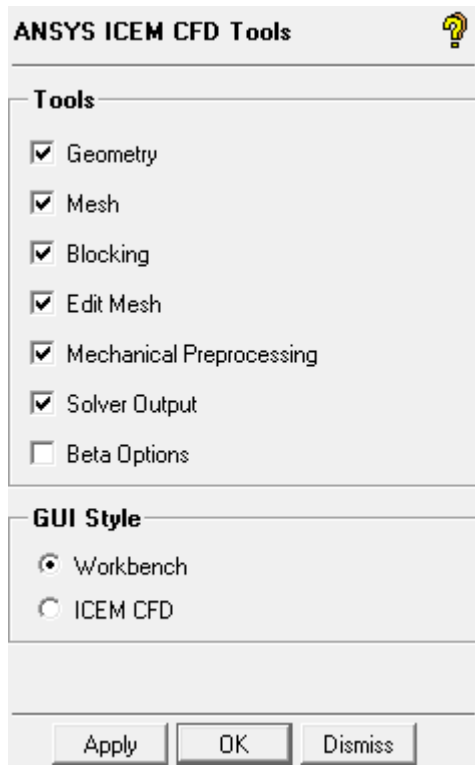 ANSYS ICEM CFD Tools
Tools
Geometry
Mesh
Blocking
Edit Mesh
Mechanical Preprocessing
Solver Output
Beta Options
GUI Style
Workbench
ICEM CFD
Apply OK Dismiss